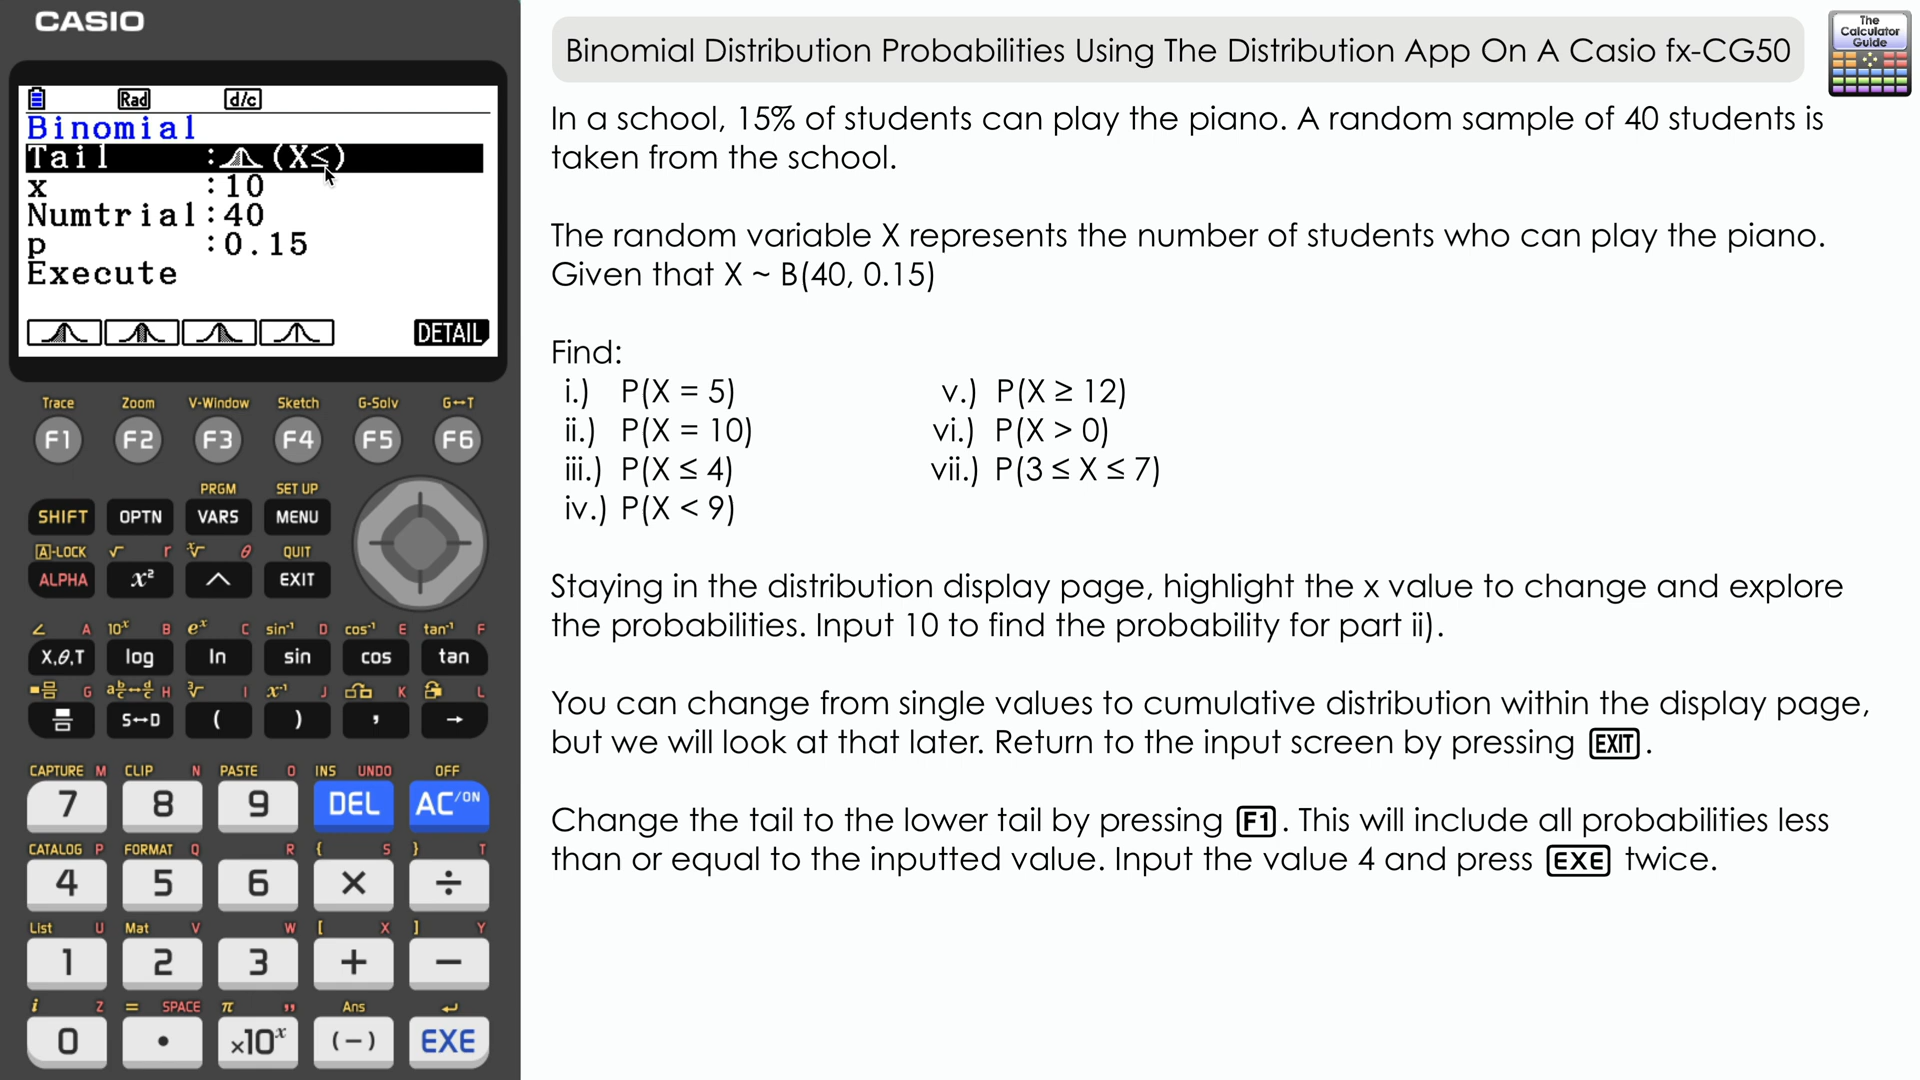 CASIO
Rad d/c
Binomial
Tail :(X≤)
x :10
Numtrial:40
p :0.15
Execute
DETAIL
Trace Zoom V-Window Sketch G-Solv G↔T
F1 F2 F3 F4 F5 F6
PRGM SET UP
SHIFT OPTN VARS MENU
A-LOCK √ r ˣ√ θ QUIT
ALPHA x² ^ EXIT
∠ A 10ˣ B eˣ C sin⁻¹ D cos⁻¹ E tan⁻¹ F
X,θ,T log ln sin cos tan
G a b/c↔d/c H ³√ I x⁻¹ J K L
S↔D ( ) , →
CAPTURE M CLIP N PASTE O INS UNDO OFF
7 8 9 DEL AC/ON
CATALOG P FORMAT Q R { S } T
4 5 6 × ÷
List U Mat V W [ X ] Y
1 2 3 + −
i Z = SPACE π " Ans ↵
0 • ×10ˣ (−) EXE
Binomial Distribution Probabilities Using The Distribution App On A Casio fx-CG50
The
Calculator
Guide
In a school, 15% of students can play the piano. A random sample of 40 students is
taken from the school.
The random variable X represents the number of students who can play the piano.
Given that X ~ B(40, 0.15)
Find:
i.) P(X = 5)
ii.) P(X = 10)
iii.) P(X ≤ 4)
iv.) P(X < 9)
v.) P(X ≥ 12)
vi.) P(X > 0)
vii.) P(3 ≤ X ≤ 7)
Staying in the distribution display page, highlight the x value to change and explore
the probabilities. Input 10 to find the probability for part ii).
You can change from single values to cumulative distribution within the display page,
but we will look at that later. Return to the input screen by pressing EXIT.
Change the tail to the lower tail by pressing F1. This will include all probabilities less
than or equal to the inputted value. Input the value 4 and press EXE twice.